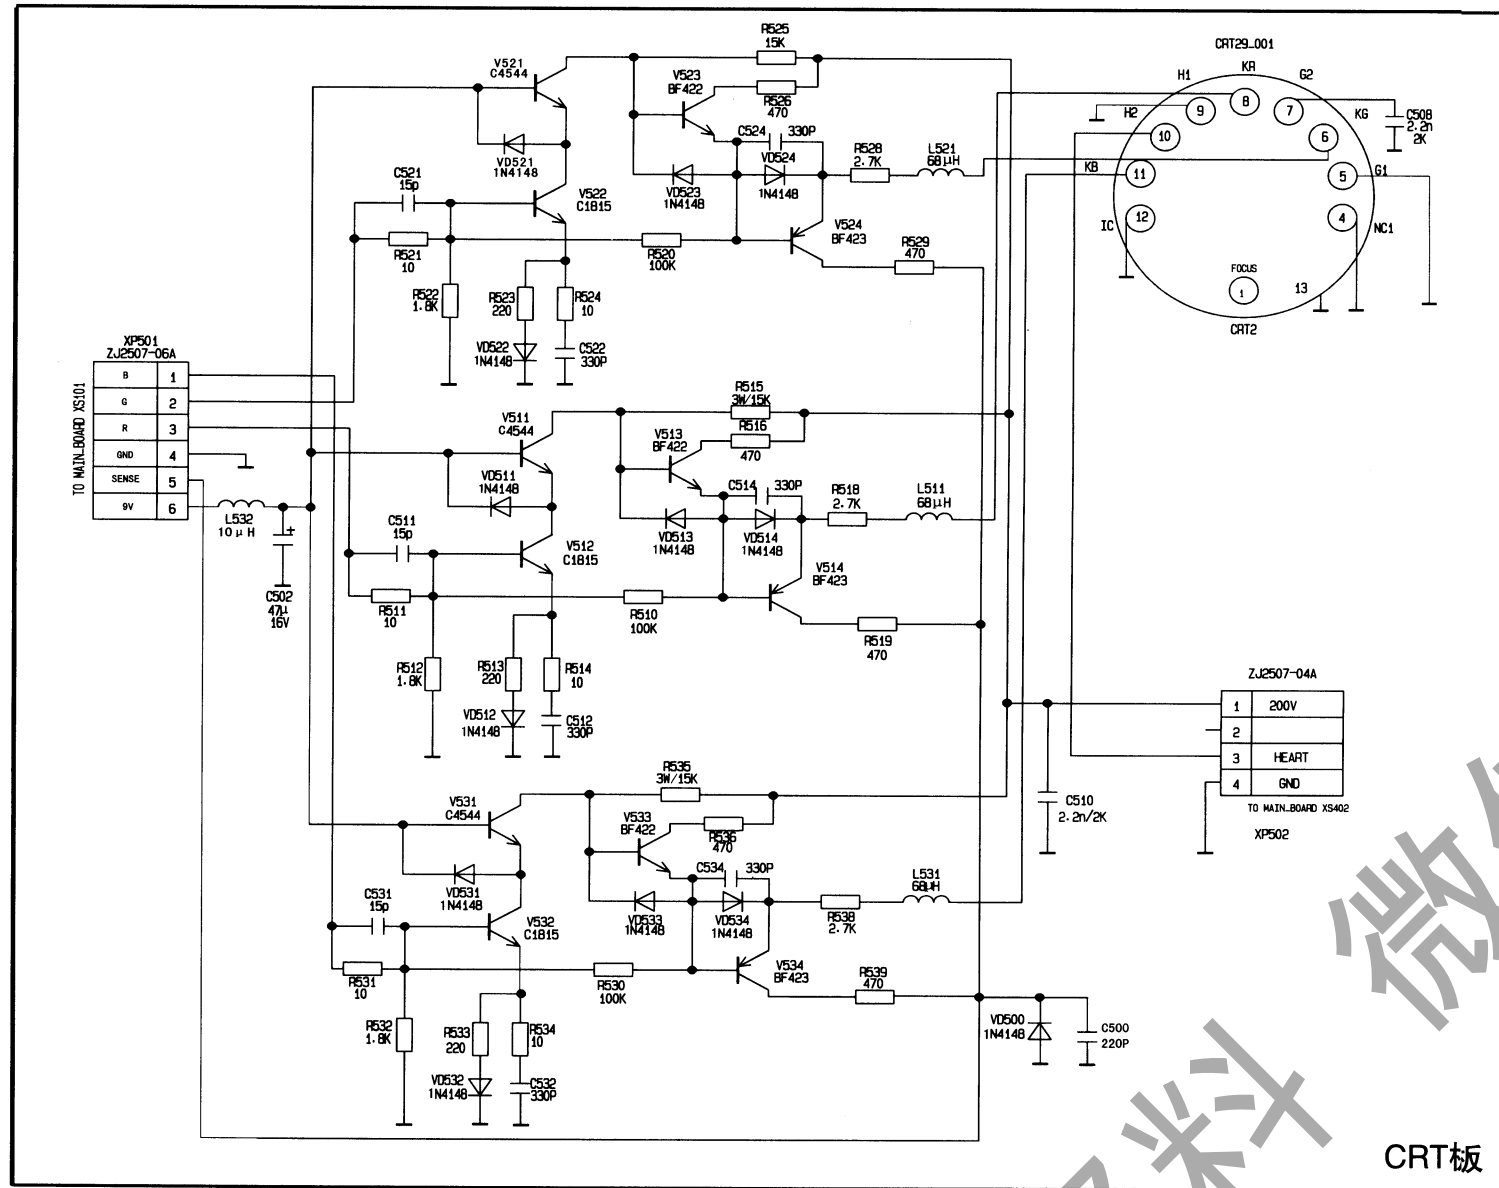 R525
15K
CRT29_001
V521
C4544
V523
BF422
R526
470
H1
KR
G2
9
8
7
H2
KG
C508
2.2n
2K
C524
330P
10
6
VD521
1N4148
VD524
1N4148
R528
2.7K
L521
68μH
KB
11
5
G1
C521
15p
VD523
1N4148
V522
C1815
V524
BF423
IC
12
4
NC1
R521
10
R520
100K
R529
470
FOCUS
1
13
R522
1.8K
R523
220
R524
10
CRT2
XP501
ZJ2507-06A
VD522
1N4148
C522
330P
TO MAIN_BOARD XS101
B 1
G 2
R 3
GND 4
SENSE 5
9V 6
R515
3W/15K
V511
C4544
V513
BF422
R516
470
VD511
1N4148
C514
330P
R518
2.7K
L511
68μH
L532
10μH
+
C511
15p
VD513
1N4148
VD514
1N4148
V512
C1815
V514
BF423
C502
47μ
16V
R511
10
R510
100K
R519
470
R512
1.8K
R513
220
R514
10
VD512
1N4148
C512
330P
ZJ2507-04A
1 200V
2
3 HEART
4 GND
TO MAIN_BOARD XS402
XP502
R535
3W/15K
V531
C4544
V533
BF422
R536
470
C510
2.2n/2K
C534
330P
L531
68μH
VD531
1N4148
C531
15p
VD533
1N4148
VD534
1N4148
R538
2.7K
V532
C1815
V534
BF423
R531
10
R530
100K
R539
470
R532
1.8K
R533
220
R534
10
VD500
1N4148
C500
220P
VD532
1N4148
C532
330P
CRT板
料
微